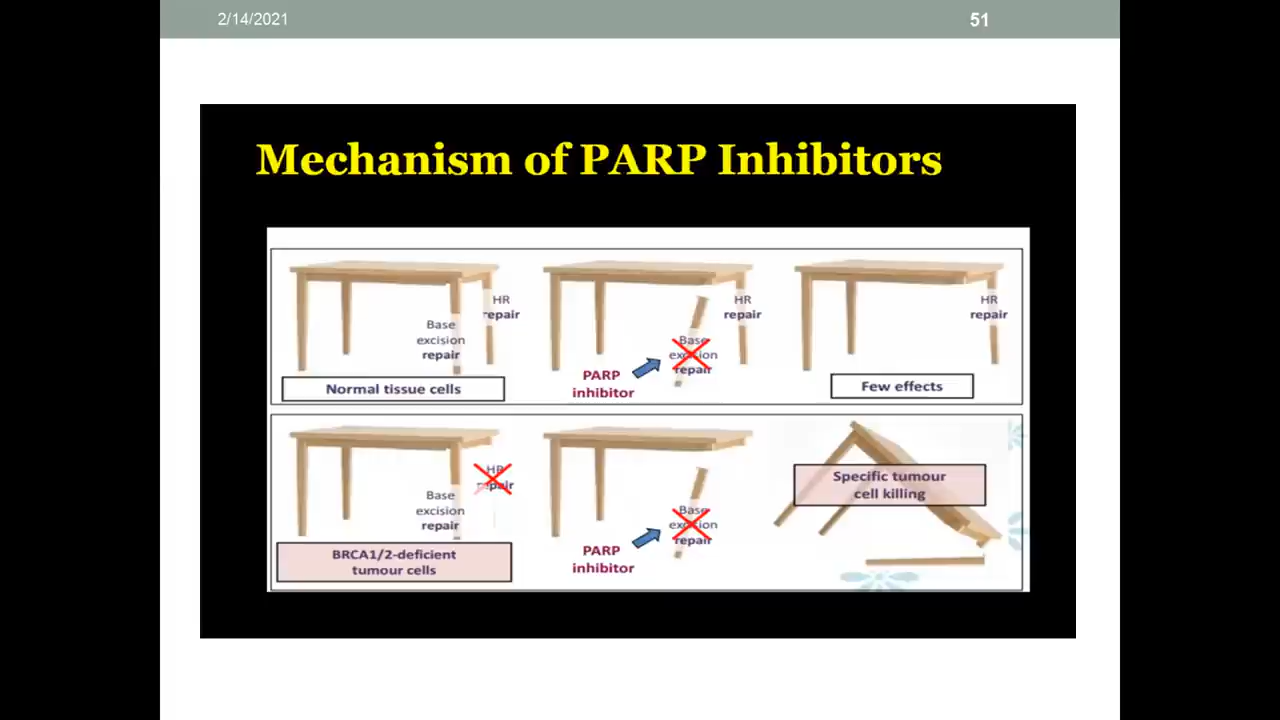 2/14/2021
51
Mechanism of PARP Inhibitors
HR
repair
Base
excision
repair
Normal tissue cells
HR
repair
Base
excision
repair
PARP
inhibitor
HR
repair
Few effects
HR
repair
Base
excision
repair
BRCA1/2-deficient
tumour cells
Base
excision
repair
PARP
inhibitor
Specific tumour
cell killing